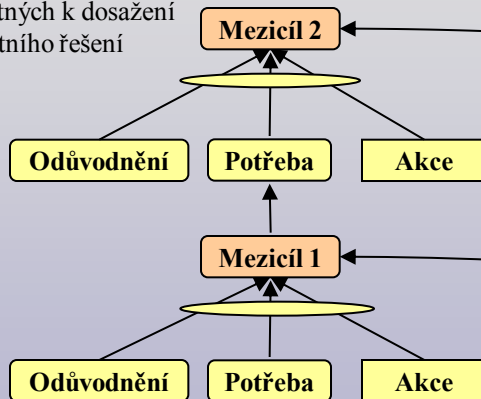 tných k dosažení
tního řešení
Mezicíl 2
Odůvodnění
Potřeba
Akce
Mezicíl 1
Odůvodnění
Potřeba
Akce